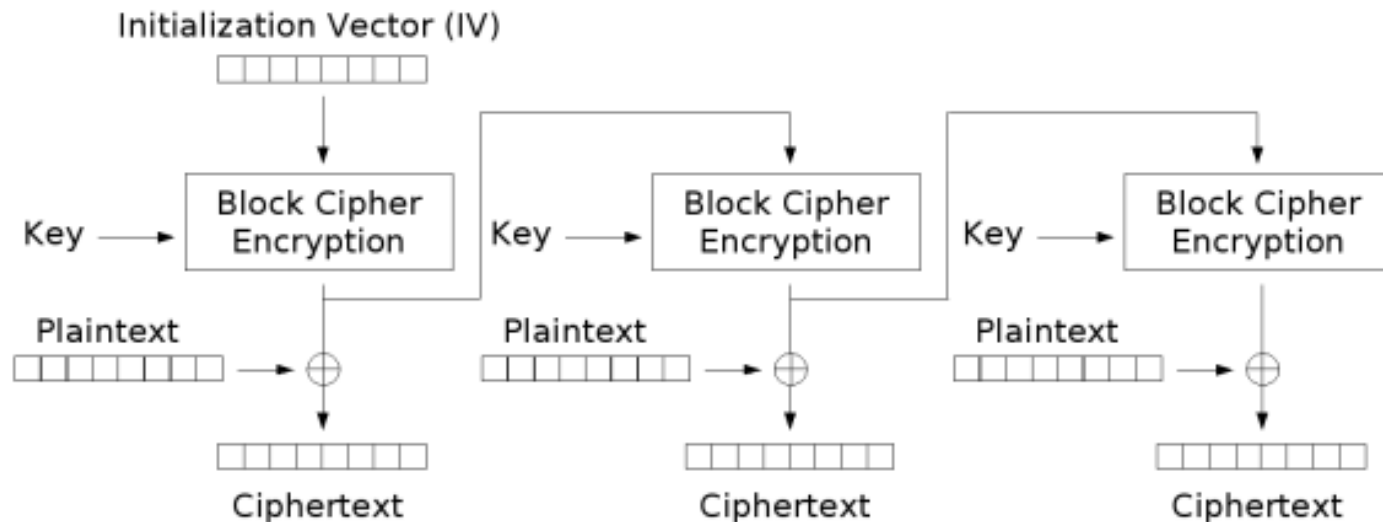 Initialization Vector (IV)
Key
Block Cipher
Encryption
Key
Block Cipher
Encryption
Key
Block Cipher
Encryption
Plaintext
Plaintext
Plaintext
Ciphertext
Ciphertext
Ciphertext